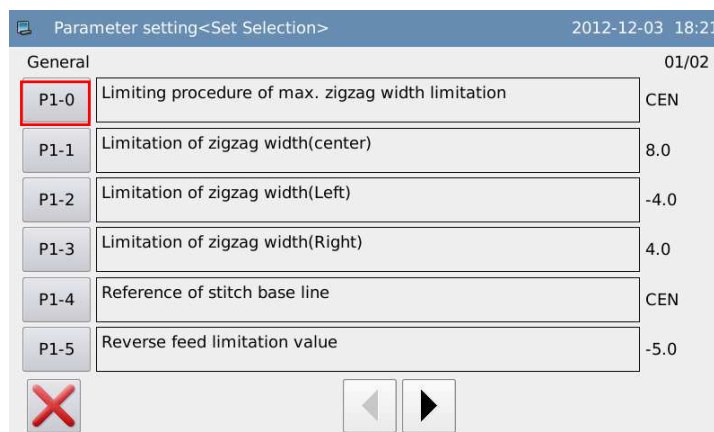 Parameter setting<Set Selection> 2012-12-03 18:21
General 01/02
P1-0 Limiting procedure of max. zigzag width limitation CEN
P1-1 Limitation of zigzag width(center) 8.0
P1-2 Limitation of zigzag width(Left) -4.0
P1-3 Limitation of zigzag width(Right) 4.0
P1-4 Reference of stitch base line CEN
P1-5 Reverse feed limitation value -5.0